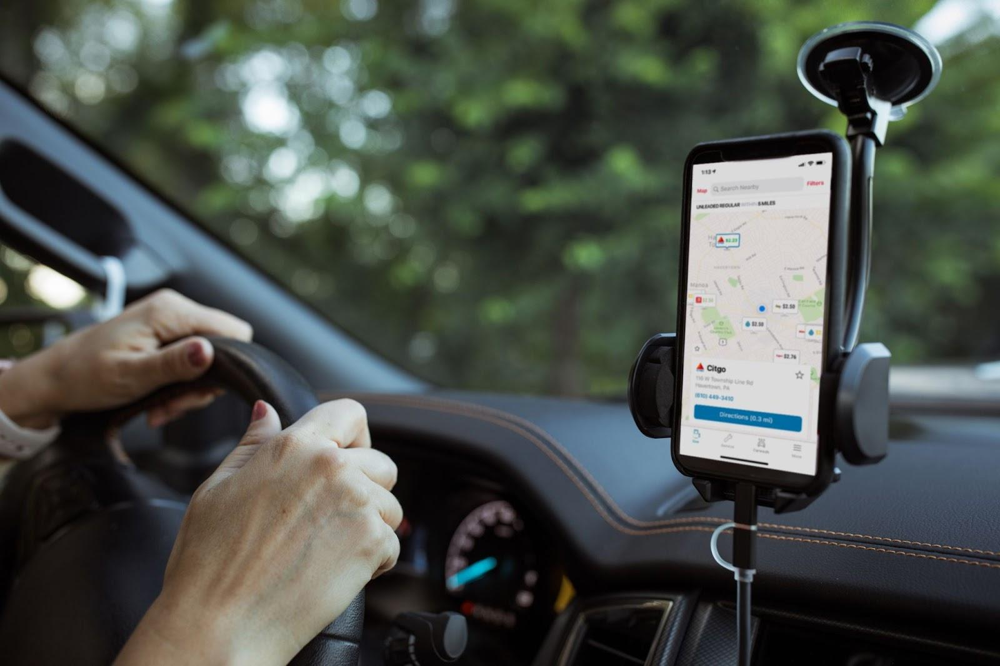 1:13
Map Search Nearby Filters
UNLEADED REGULAR WITHIN 5 MILES
$2.23
HAVERTOWN
Manoa
$2.50
$2.50
$2.76
Citgo
116 W Township Line Rd
Havertown, PA
(610) 449-3410
Directions (0.3 mi)
Gas Service Carwash More